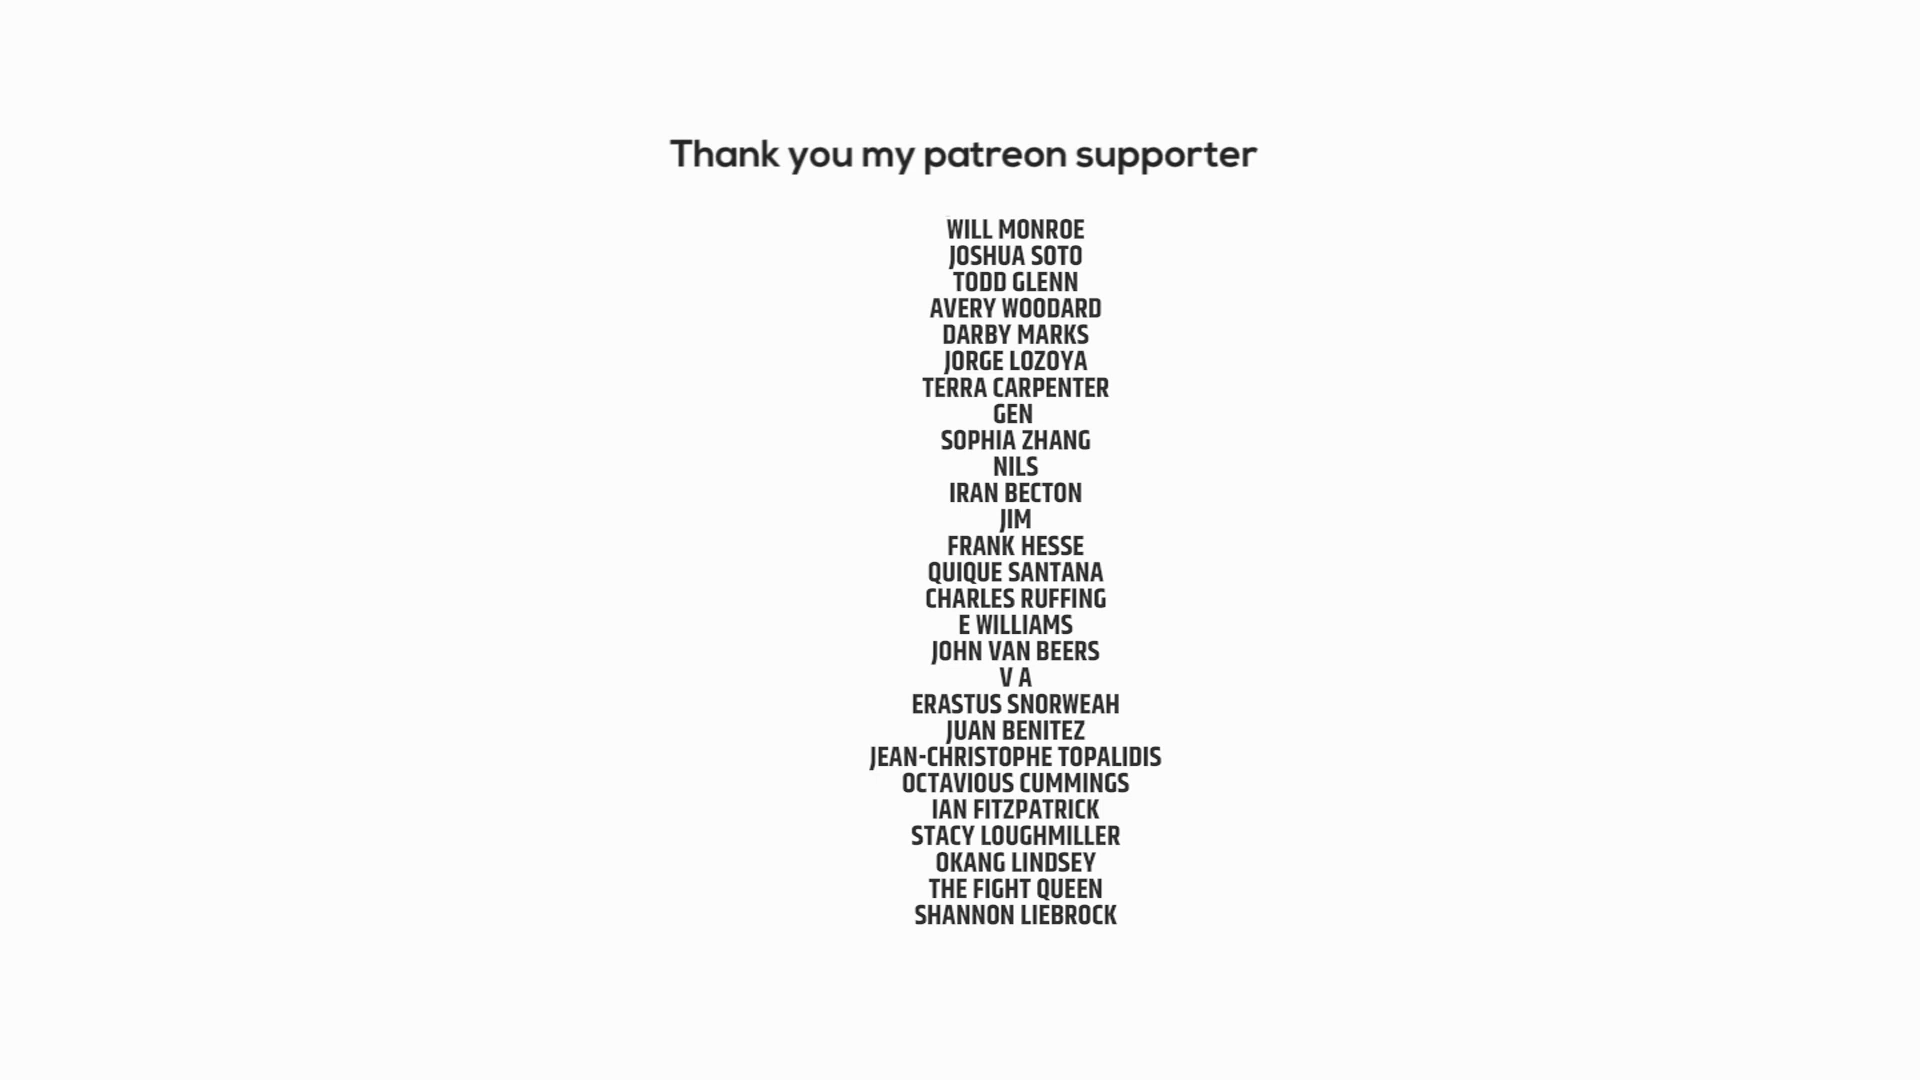 Thank you my patreon supporter
WILL MONROE
JOSHUA SOTO
TODD GLENN
AVERY WOODARD
DARBY MARKS
JORGE LOZOYA
TERRA CARPENTER
GEN
SOPHIA ZHANG
NILS
IRAN BECTON
JIM
FRANK HESSE
QUIQUE SANTANA
CHARLES RUFFING
E WILLIAMS
JOHN VAN BEERS
V A
ERASTUS SNORWEAH
JUAN BENITEZ
JEAN-CHRISTOPHE TOPALIDIS
OCTAVIOUS CUMMINGS
IAN FITZPATRICK
STACY LOUGHMILLER
OKANG LINDSEY
THE FIGHT QUEEN
SHANNON LIEBROCK